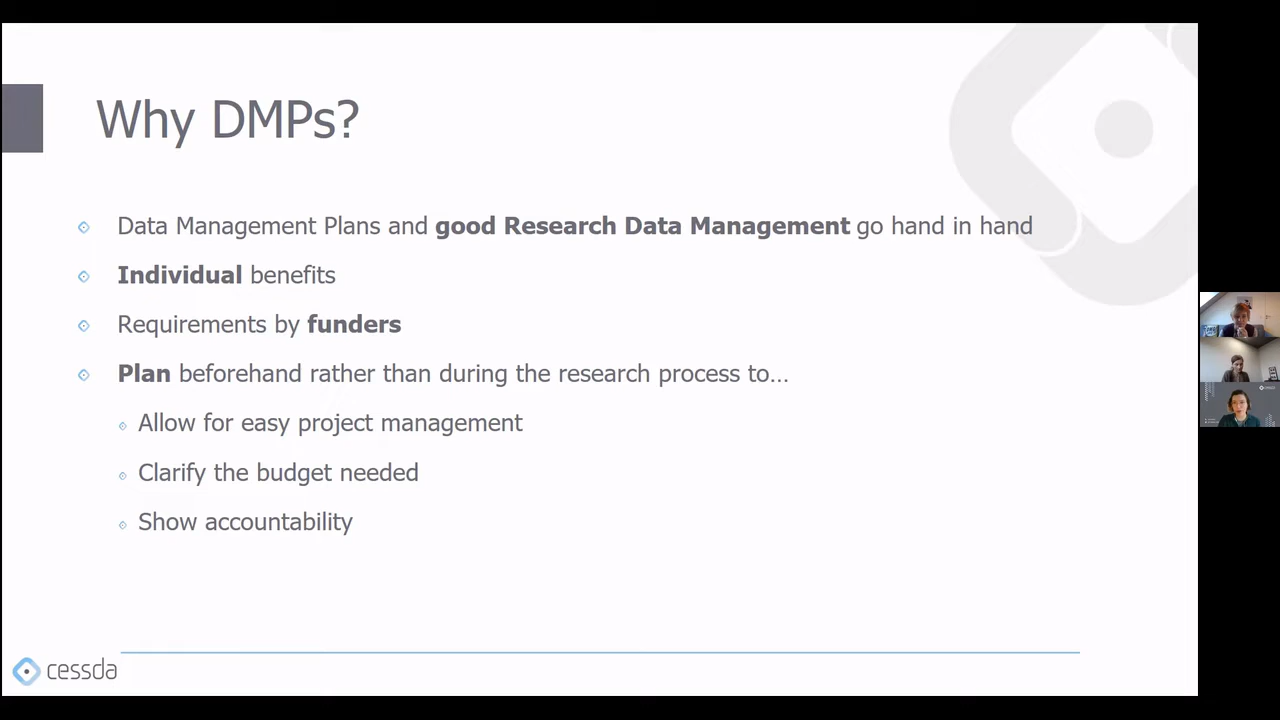 Why DMPs?
Data Management Plans and good Research Data Management go hand in hand
Individual benefits
Requirements by funders
Plan beforehand rather than during the research process to...
Allow for easy project management
Clarify the budget needed
Show accountability
cessda